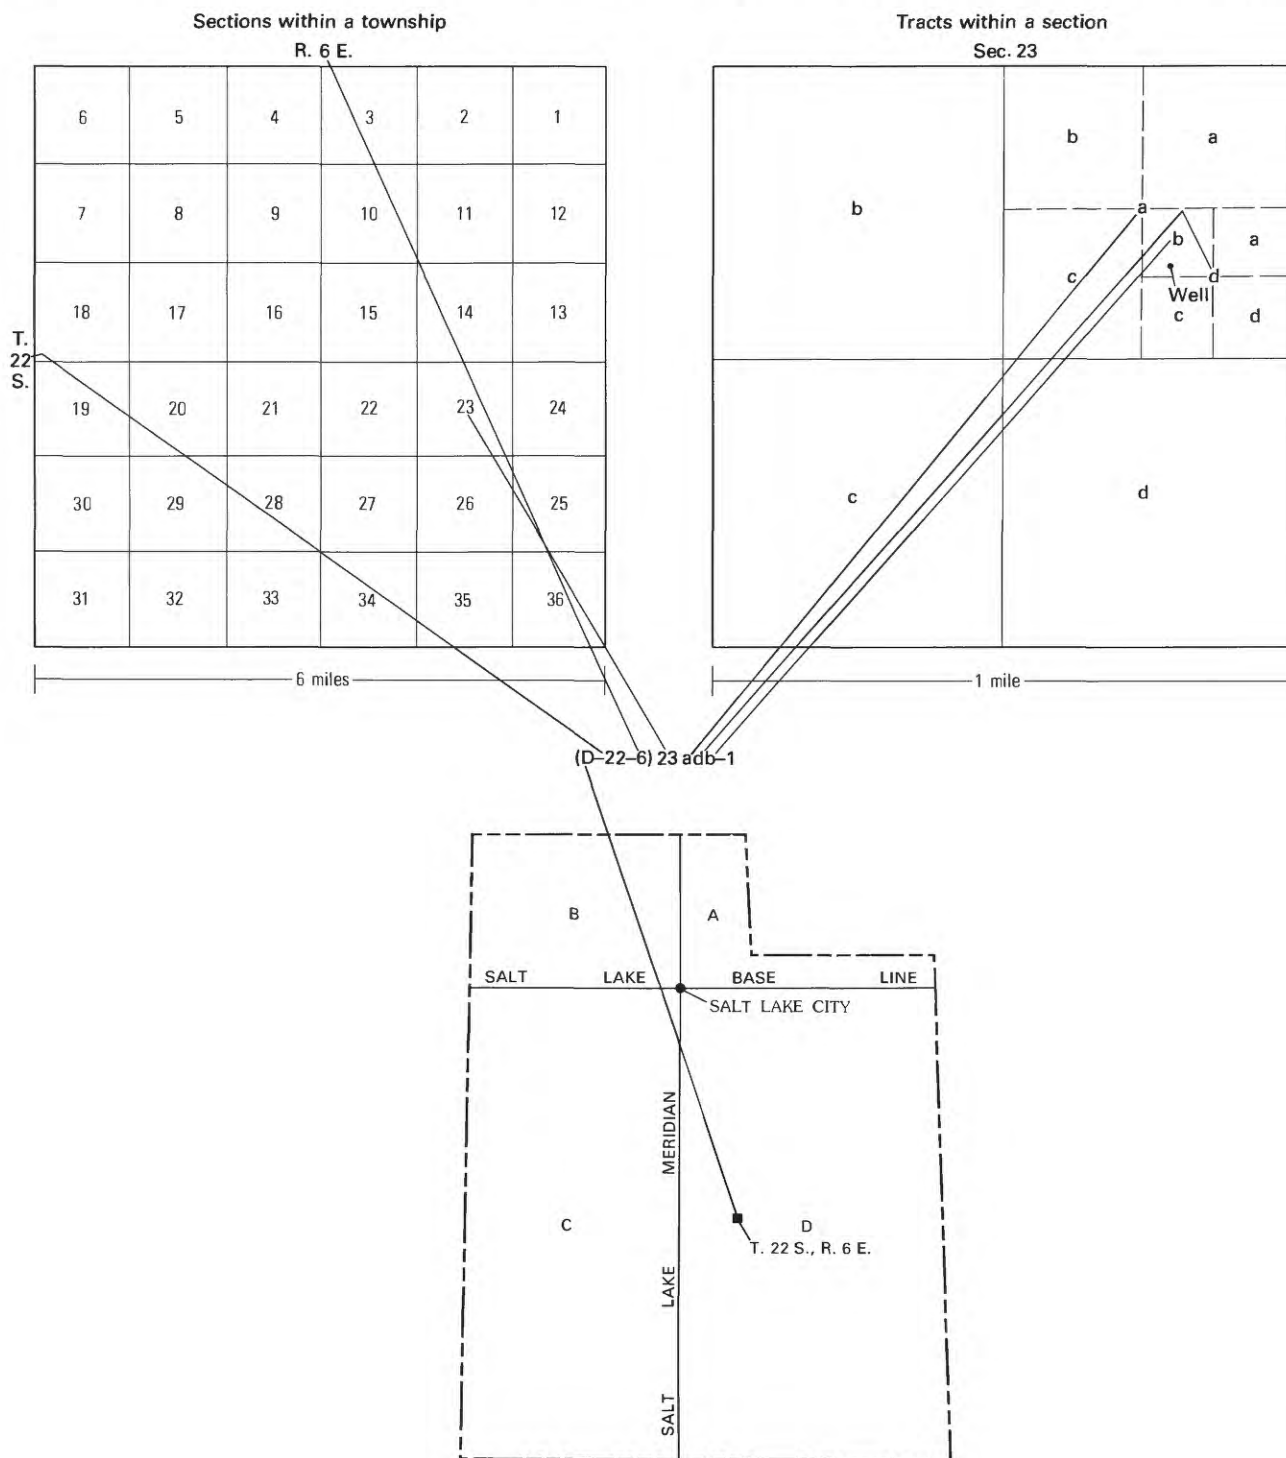 Sections within a township
R. 6 E.
6 5 4 3 2 1
7 8 9 10 11 12
18 17 16 15 14 13
T.
22
S.
19 20 21 22 23 24
30 29 28 27 26 25
31 32 33 34 35 36
6 miles
Tracts within a section
Sec. 23
b a
b
a
b a
c d
Well
c d
c d
1 mile
(D-22-6) 23 adb-1
B A
SALT LAKE BASE LINE
SALT LAKE CITY
C D
T. 22 S., R. 6 E.
SALT LAKE MERIDIAN